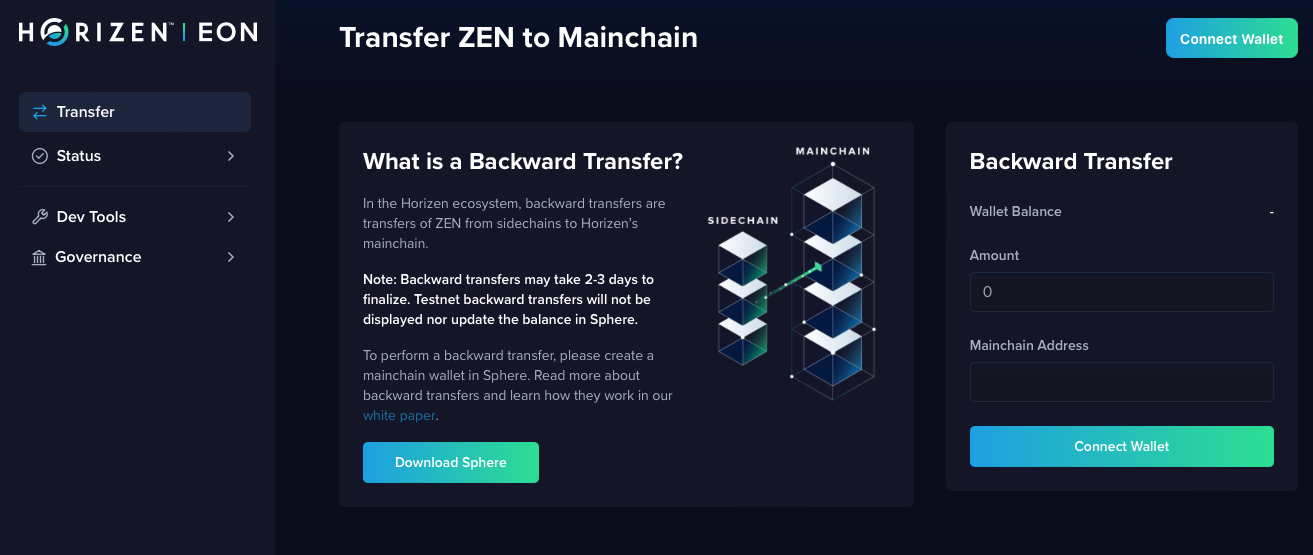 HORIZEN™ | EON
Transfer
Status
Dev Tools
Governance
Transfer ZEN to Mainchain
Connect Wallet
What is a Backward Transfer?
In the Horizen ecosystem, backward transfers are
transfers of ZEN from sidechains to Horizen's
mainchain.
Note: Backward transfers may take 2-3 days to
finalize. Testnet backward transfers will not be
displayed nor update the balance in Sphere.
To perform a backward transfer, please create a
mainchain wallet in Sphere. Read more about
backward transfers and learn how they work in our
white paper.
Download Sphere
MAINCHAIN
SIDECHAIN
Backward Transfer
Wallet Balance -
Amount
0
Mainchain Address
Connect Wallet